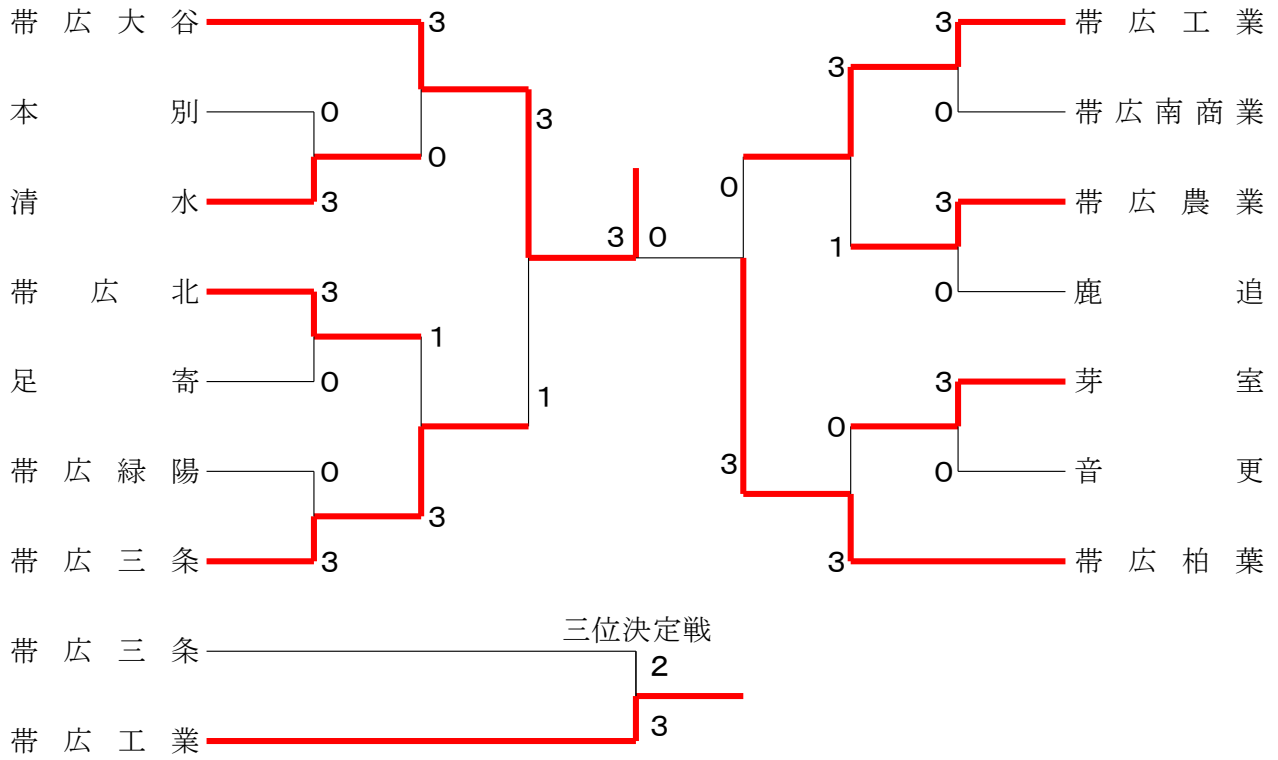 帯広大谷 3 3 帯広工業
3
本別 0 3 0 帯広南商業
0 0
清水 3 3 帯広農業
3 0 1
帯広北 3 0 鹿追
1
足寄 0 1 3 芽室
0
帯広緑陽 0 3 0 音更
3
帯広三条 3 3 帯広柏葉
三位決定戦
帯広三条 2
帯広工業 3